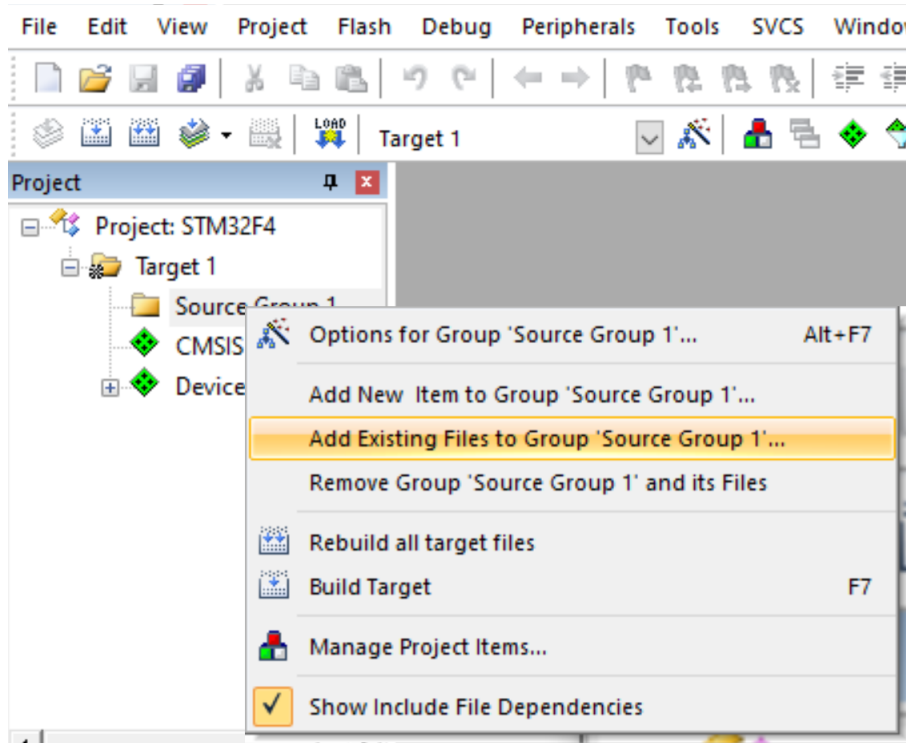 File Edit View Project Flash Debug Peripherals Tools SVCS Window
LOAD Target 1
Project
Project: STM32F4
Target 1
Source Group 1
CMSIS
Device
Options for Group 'Source Group 1'... Alt+F7
Add New Item to Group 'Source Group 1'...
Add Existing Files to Group 'Source Group 1'...
Remove Group 'Source Group 1' and its Files
Rebuild all target files
Build Target F7
Manage Project Items...
Show Include File Dependencies